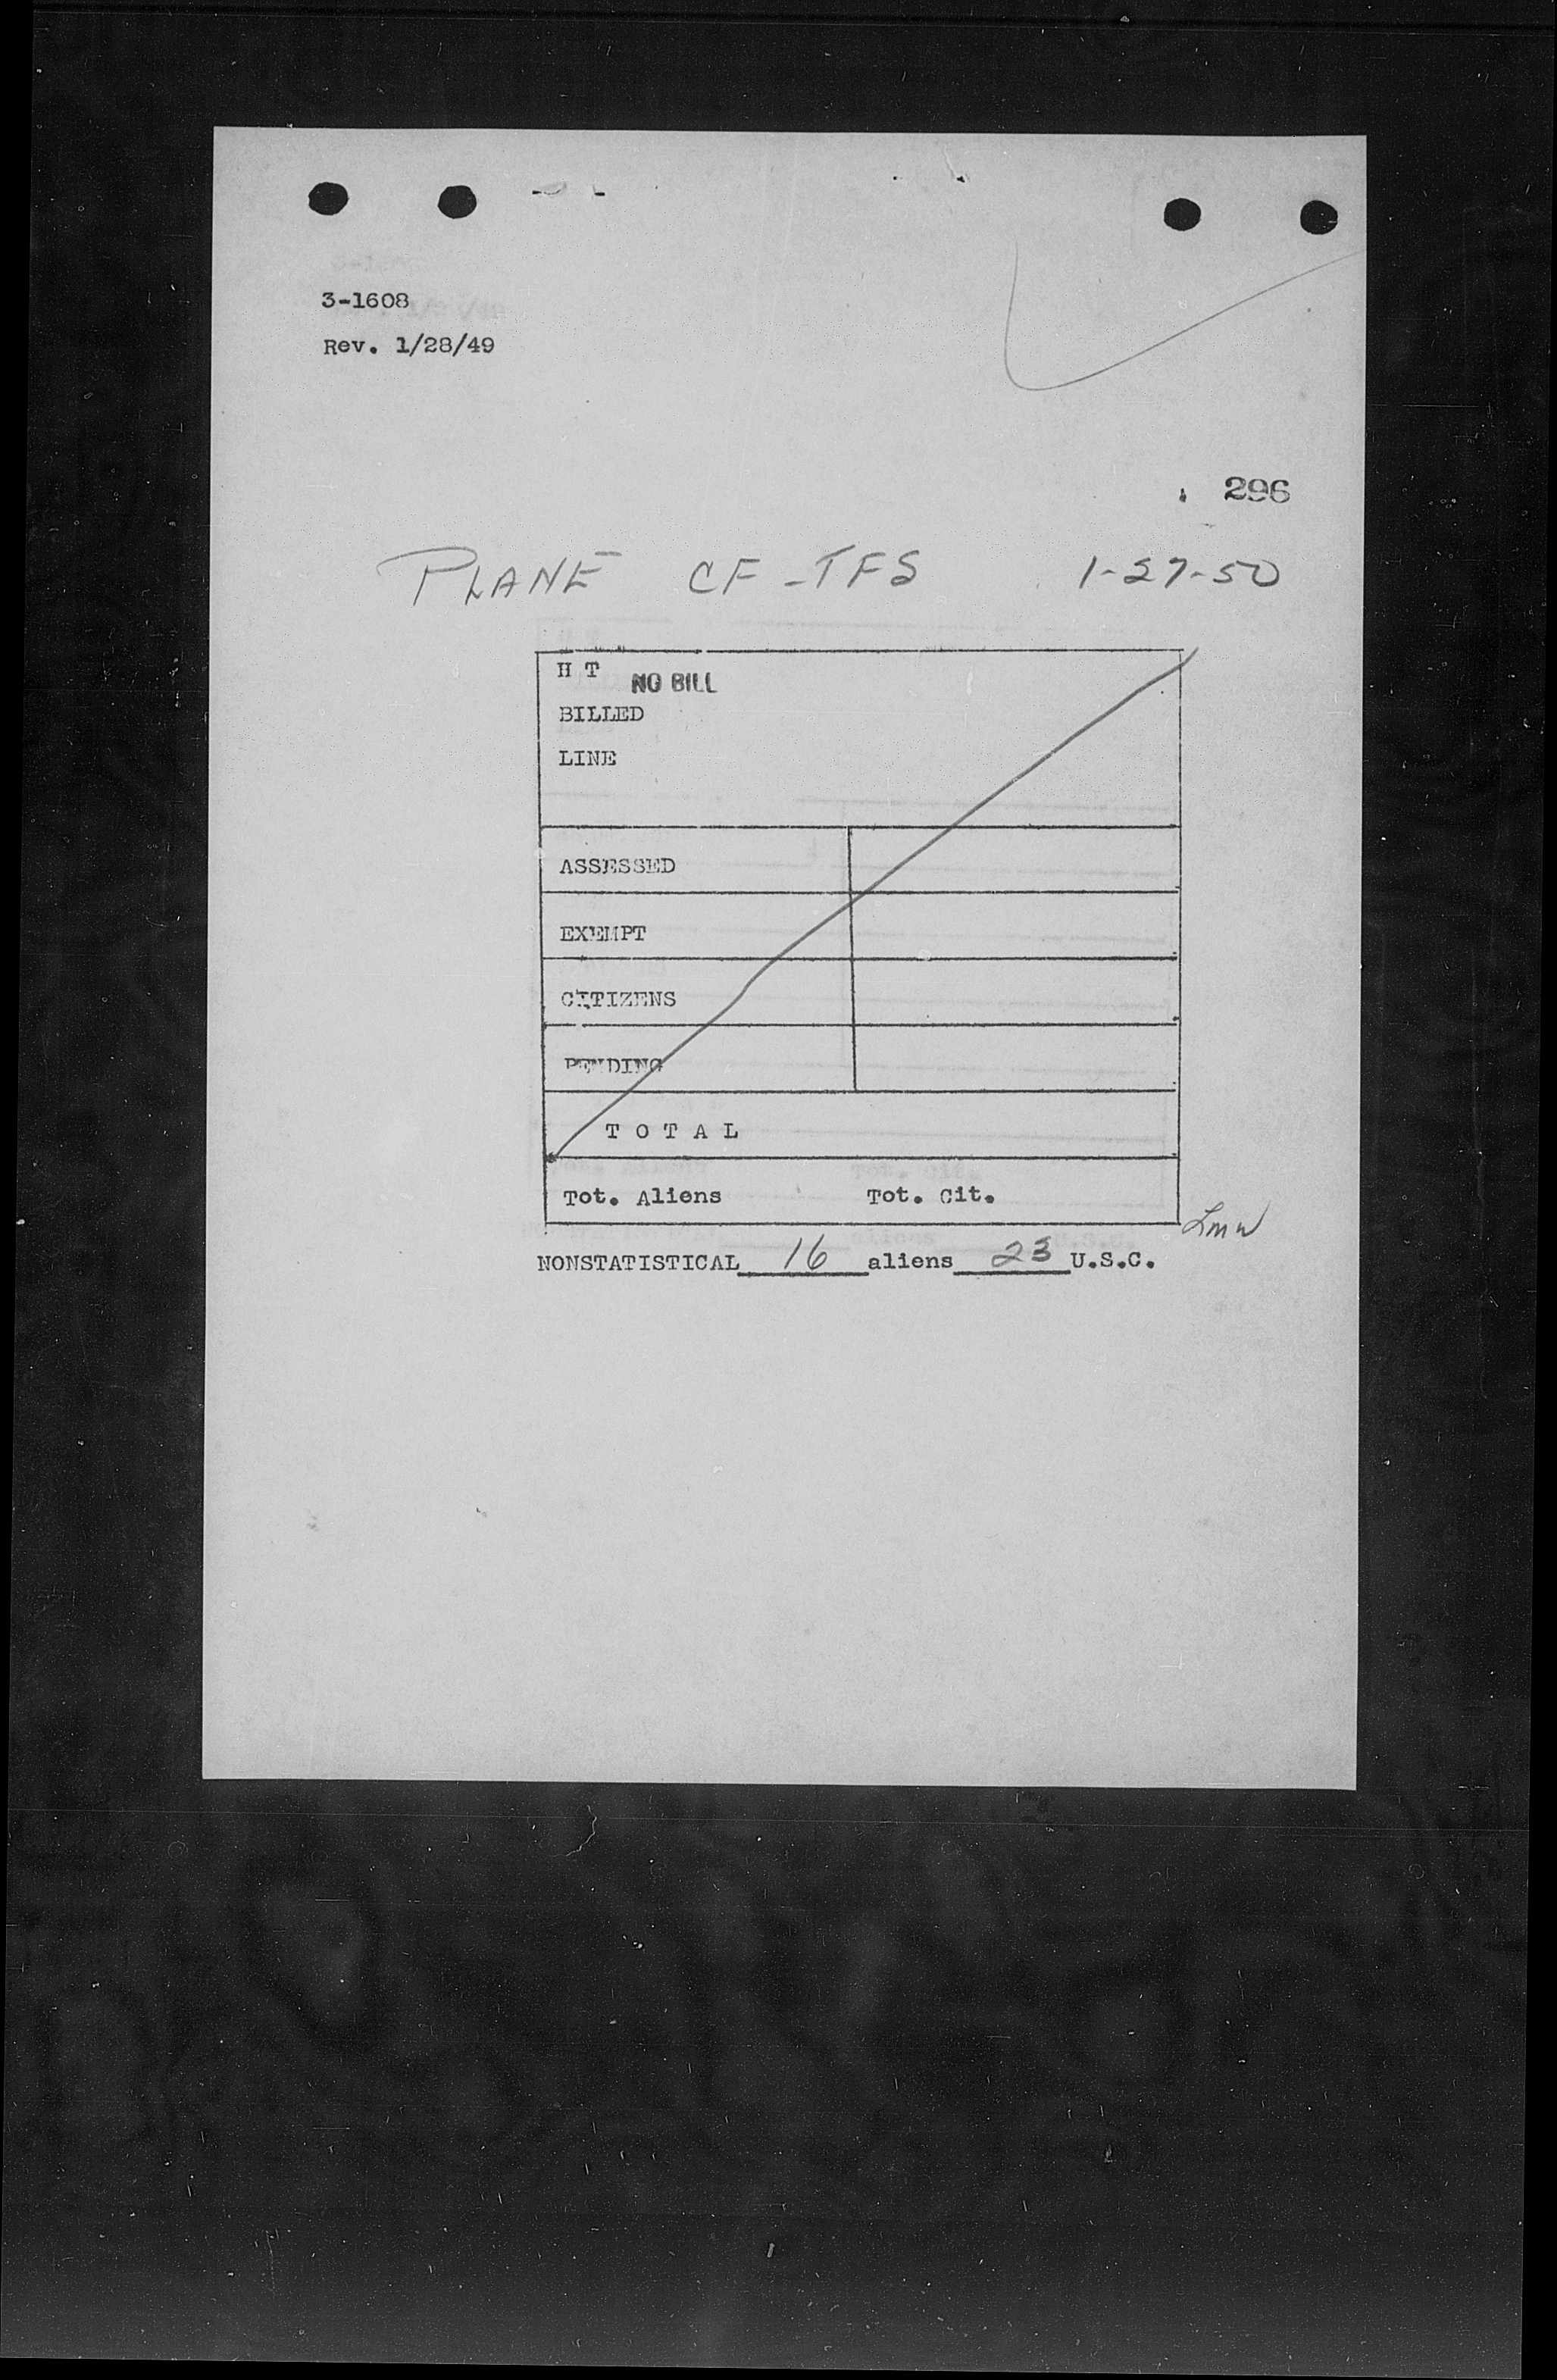 3-1608
Rev. 1/28/49
296
PLANE CF-TFS 1-27-50
H T
NO BILL
BILLED
LINE
ASSESSED
EXEMPT
CITIZENS
PENDING
T O T A L
Tot. Aliens Tot. Cit.
Lmw
NONSTATISTICAL 16 aliens 23 U.S.C.